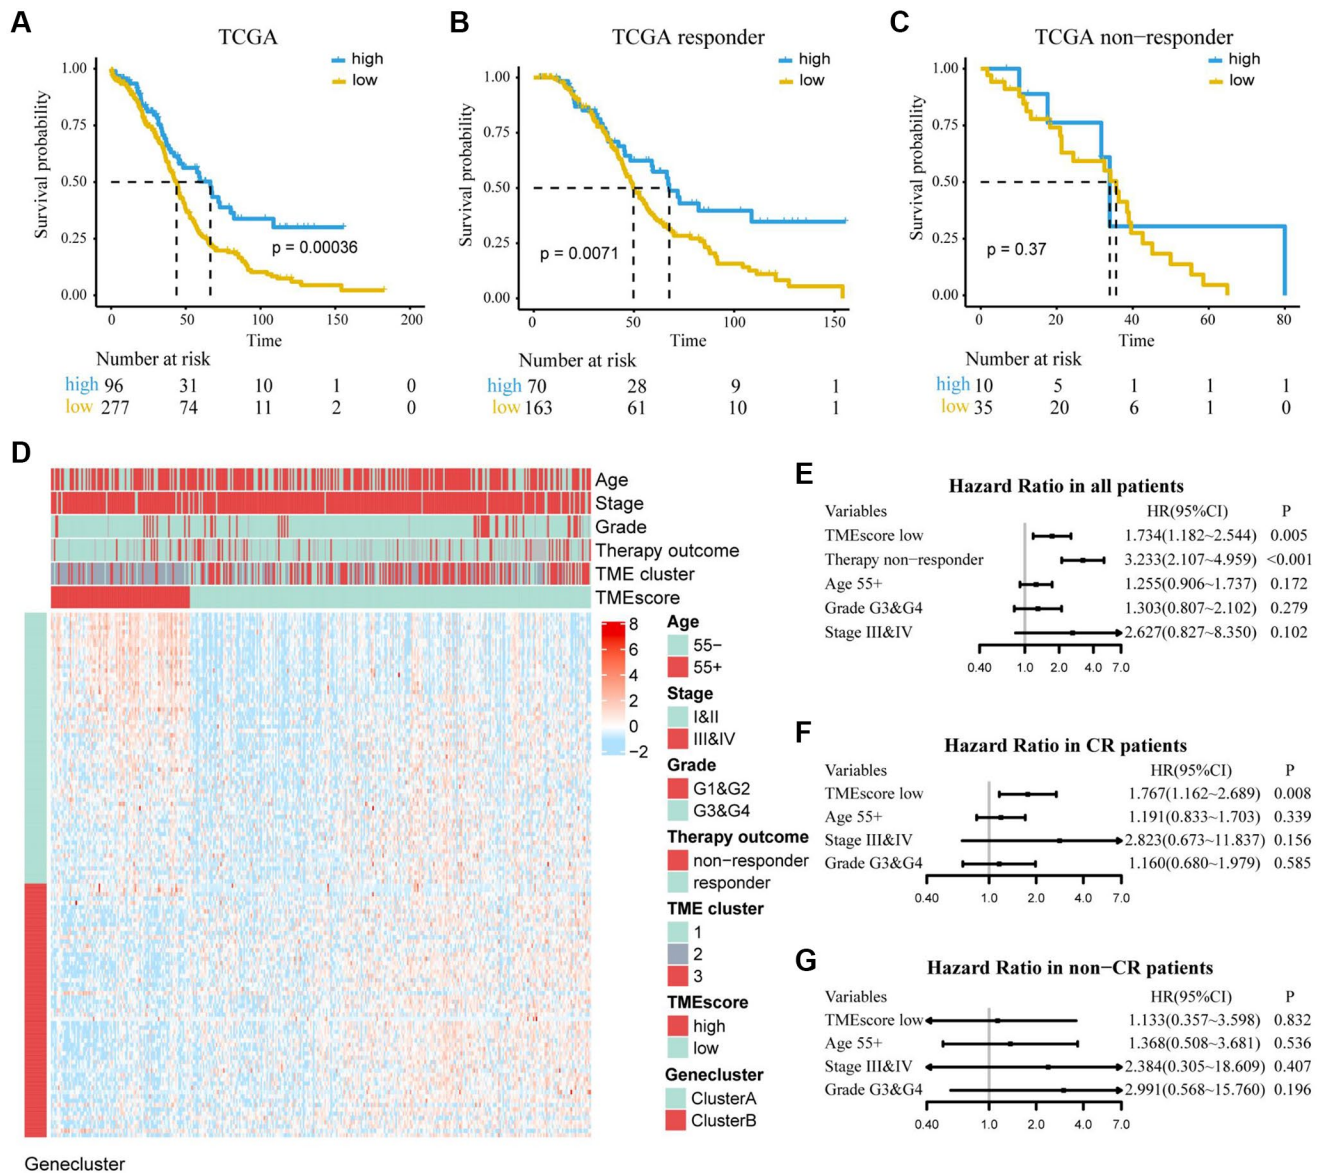 A
TCGA
high
low
Survival probability
1.00
0.75
0.50
0.25
0.00
p = 0.00036
0 50 100 150 200
Time
Number at risk
high 96 31 10 1 0
low 277 74 11 2 0
B
TCGA responder
high
low
Survival probability
1.00
0.75
0.50
0.25
0.00
p = 0.0071
0 50 100 150
Time
Number at risk
high 70 28 9 1
low 163 61 10 1
C
TCGA non−responder
high
low
Survival probability
1.00
0.75
0.50
0.25
0.00
p = 0.37
0 20 40 60 80
Time
Number at risk
high 10 5 1 1 1
low 35 20 6 1 0
D
Age
Stage
Grade
Therapy outcome
TME cluster
TMEscore
8
6
4
2
0
−2
Age
55−
55+
Stage
I&II
III&IV
Grade
G1&G2
G3&G4
Therapy outcome
non−responder
responder
TME cluster
1
2
3
TMEscore
high
low
Genecluster
ClusterA
ClusterB
Genecluster
E
Hazard Ratio in all patients
Variables HR(95%CI) P
TMEscore low 1.734(1.182~2.544) 0.005
Therapy non−responder 3.233(2.107~4.959) <0.001
Age 55+ 1.255(0.906~1.737) 0.172
Grade G3&G4 1.303(0.807~2.102) 0.279
Stage III&IV 2.627(0.827~8.350) 0.102
0.40 1.0 2.0 4.0 7.0
F
Hazard Ratio in CR patients
Variables HR(95%CI) P
TMEscore low 1.767(1.162~2.689) 0.008
Age 55+ 1.191(0.833~1.703) 0.339
Stage III&IV 2.823(0.673~11.837) 0.156
Grade G3&G4 1.160(0.680~1.979) 0.585
0.40 1.0 2.0 4.0 7.0
G
Hazard Ratio in non−CR patients
Variables HR(95%CI) P
TMEscore low 1.133(0.357~3.598) 0.832
Age 55+ 1.368(0.508~3.681) 0.536
Stage III&IV 2.384(0.305~18.609) 0.407
Grade G3&G4 2.991(0.568~15.760) 0.196
0.40 1.0 2.0 4.0 7.0